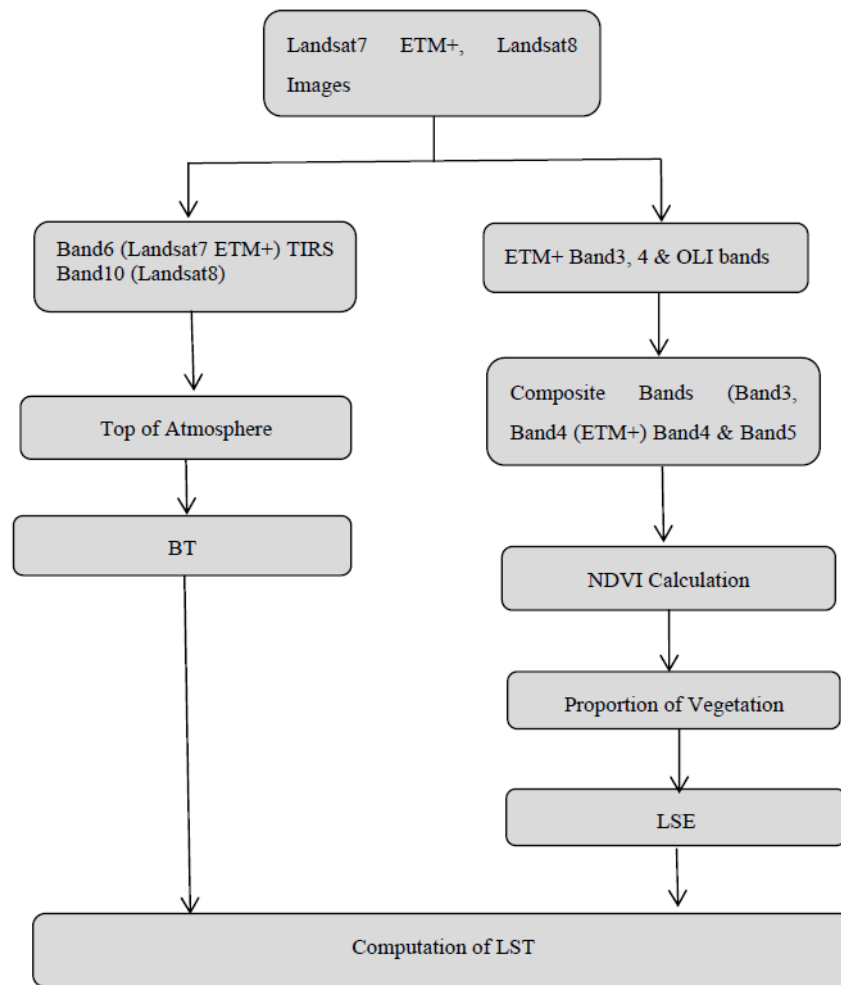 Landsat7 ETM+, Landsat8
Images
Band6 (Landsat7 ETM+) TIRS
Band10 (Landsat8)
ETM+ Band3, 4 & OLI bands
Composite Bands (Band3,
Band4 (ETM+) Band4 & Band5
Top of Atmosphere
BT
NDVI Calculation
Proportion of Vegetation
LSE
Computation of LST